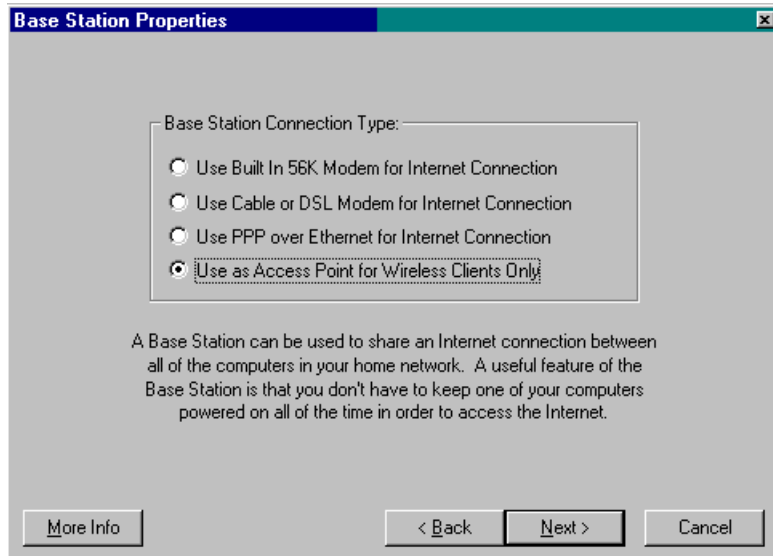 Base Station Properties
Base Station Connection Type:
Use Built In 56K Modem for Internet Connection
Use Cable or DSL Modem for Internet Connection
Use PPP over Ethernet for Internet Connection
Use as Access Point for Wireless Clients Only
A Base Station can be used to share an Internet connection between
all of the computers in your home network. A useful feature of the
Base Station is that you don't have to keep one of your computers
powered on all of the time in order to access the Internet.
More Info
< Back
Next >
Cancel